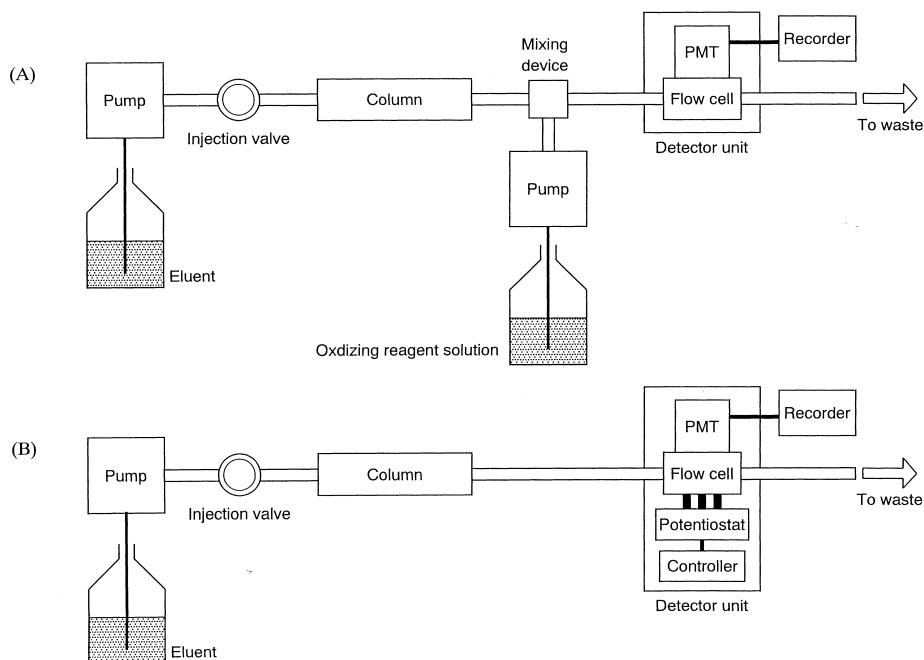 (A)
Pump
Injection valve
Column
Mixing
device
PMT
Recorder
Flow cell
To waste
Detector unit
Pump
Eluent
Oxdizing reagent solution
(B)
Pump
Injection valve
Column
PMT
Recorder
Flow cell
To waste
Potentiostat
Controller
Detector unit
Eluent